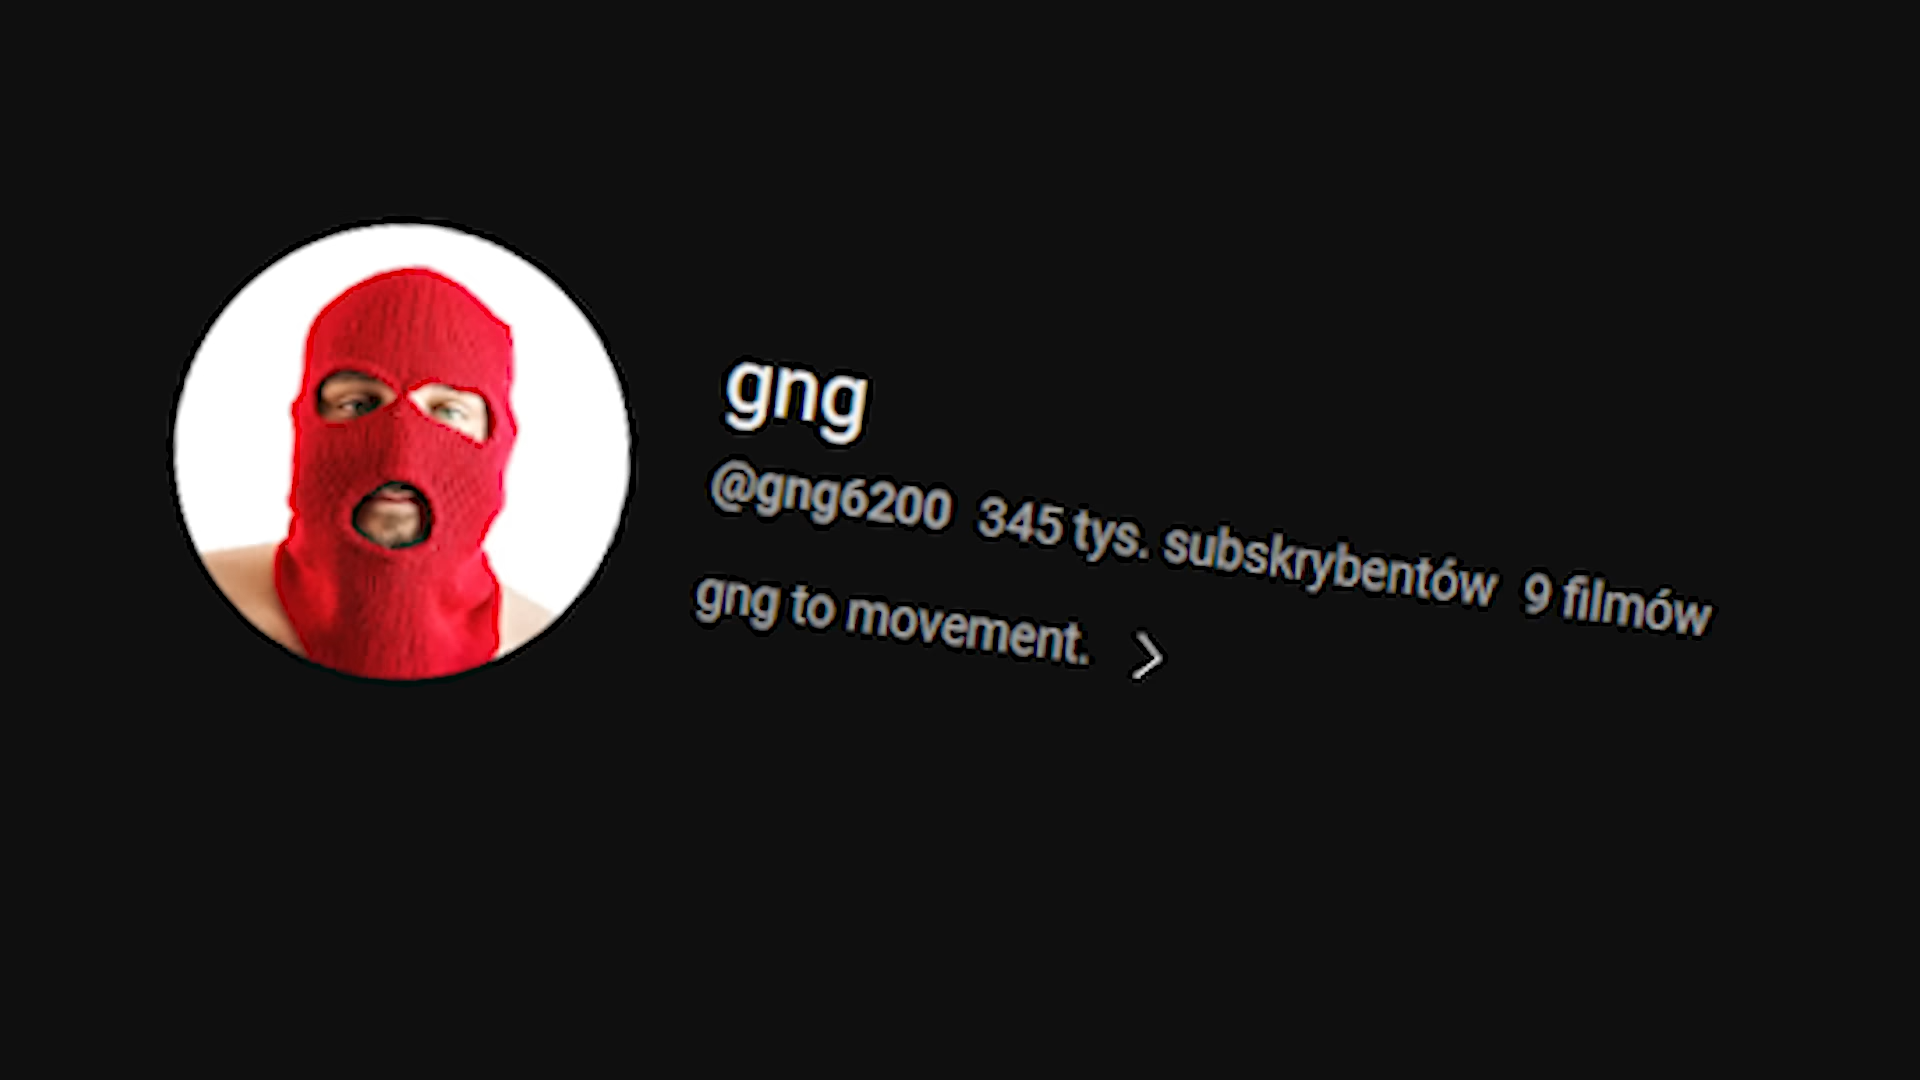 gng
@gng6200 345 tys. subskrybentów 9 filmów
gng to movement.